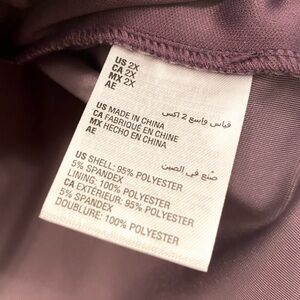 US 2X
CA 2X
MX 2X
AE قياس واسع 2 اكس
US MADE IN CHINA
CA FABRIQUÉ EN CHINE
MX HECHO EN CHINA
AE صنع في الصين
US SHELL: 95% POLYESTER
5% SPANDEX
LINING: 100% POLYESTER
CA EXTÉRIEUR: 95% POLYESTER
5% SPANDEX
DOUBLURE: 100% POLYESTER